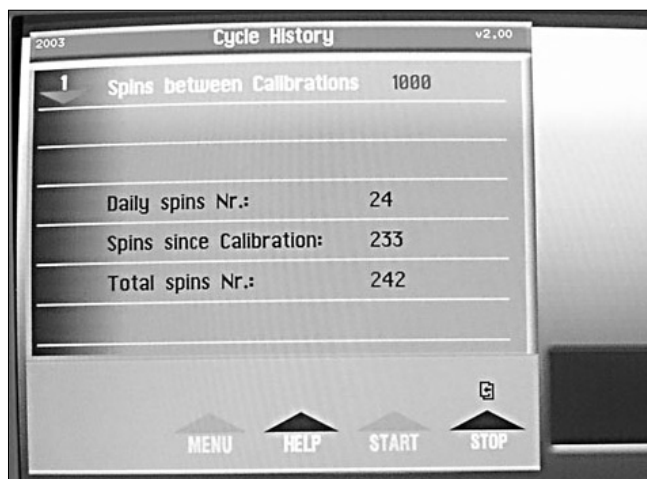 2003 Cycle History v2.00
1 Spins between Calibrations 1000
Daily spins Nr.: 24
Spins since Calibration: 233
Total spins Nr.: 242
MENU HELP START STOP